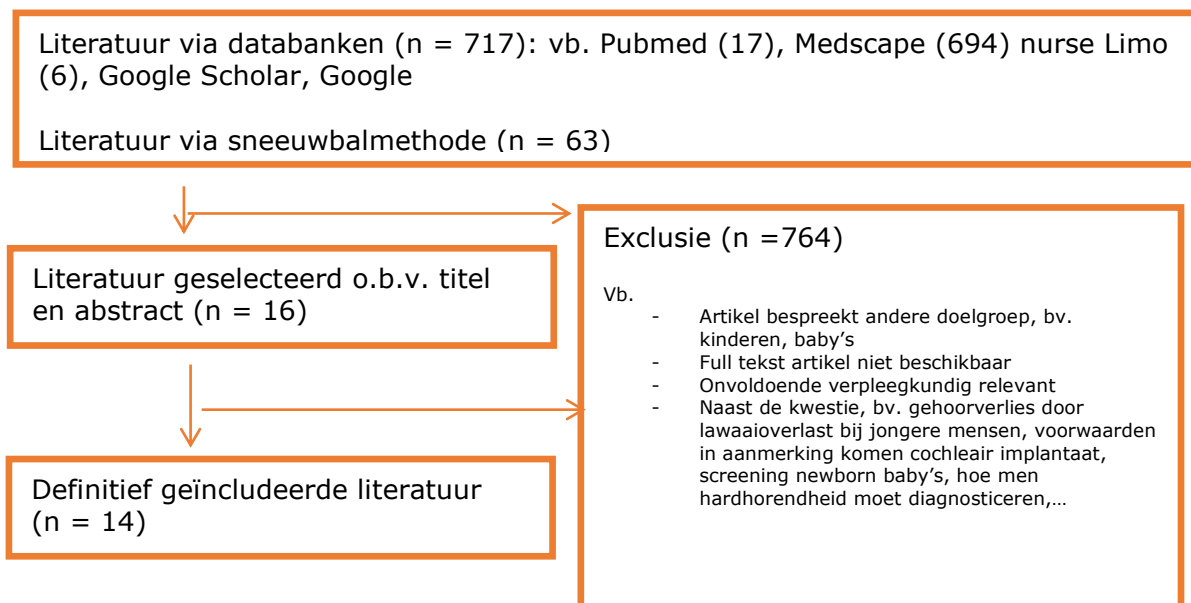 Literatuur via databanken (n = 717): vb. Pubmed (17), Medscape (694) nurse Limo
(6), Google Scholar, Google
Literatuur via sneeuwbalmethode (n = 63)
Literatuur geselecteerd o.b.v. titel
en abstract (n = 16)
Exclusie (n =764)
Vb.
- Artikel bespreekt andere doelgroep, bv.
kinderen, baby's
- Full tekst artikel niet beschikbaar
- Onvoldoende verpleegkundig relevant
- Naast de kwestie, bv. gehoorverlies door
lawaaioverlast bij jongere mensen, voorwaarden
in aanmerking komen cochleair implantaat,
screening newborn baby's, hoe men
hardhorendheid moet diagnosticeren,...
Definitief geïncludeerde literatuur
(n = 14)